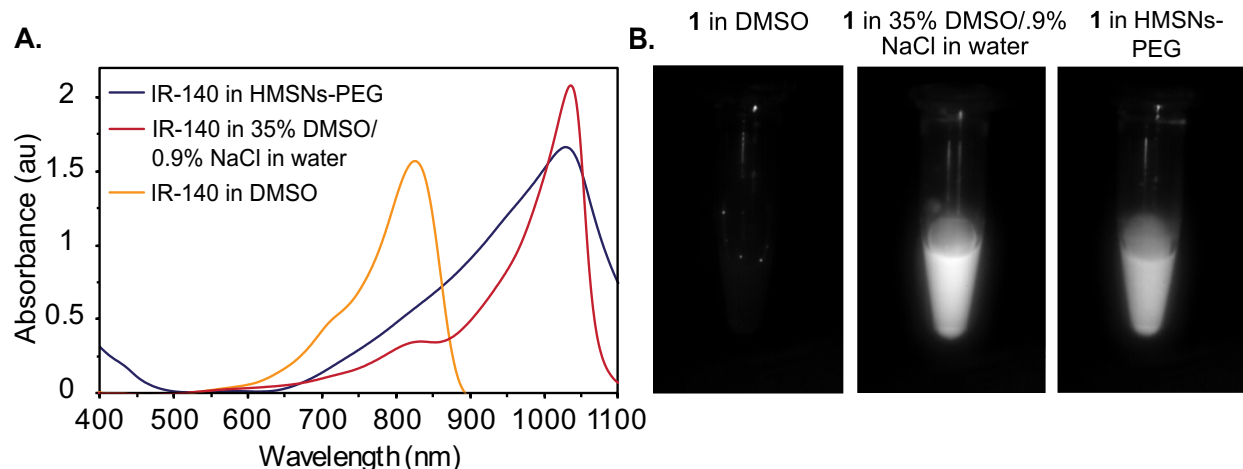 A.
Absorbance (au)
2
1.5
1
0.5
0
IR-140 in HMSNs-PEG
IR-140 in 35% DMSO/
0.9% NaCl in water
IR-140 in DMSO
400 500 600 700 800 900 1000 1100
Wavelength (nm)
B.
1 in DMSO
1 in 35% DMSO/.9%
NaCl in water
1 in HMSNs-
PEG